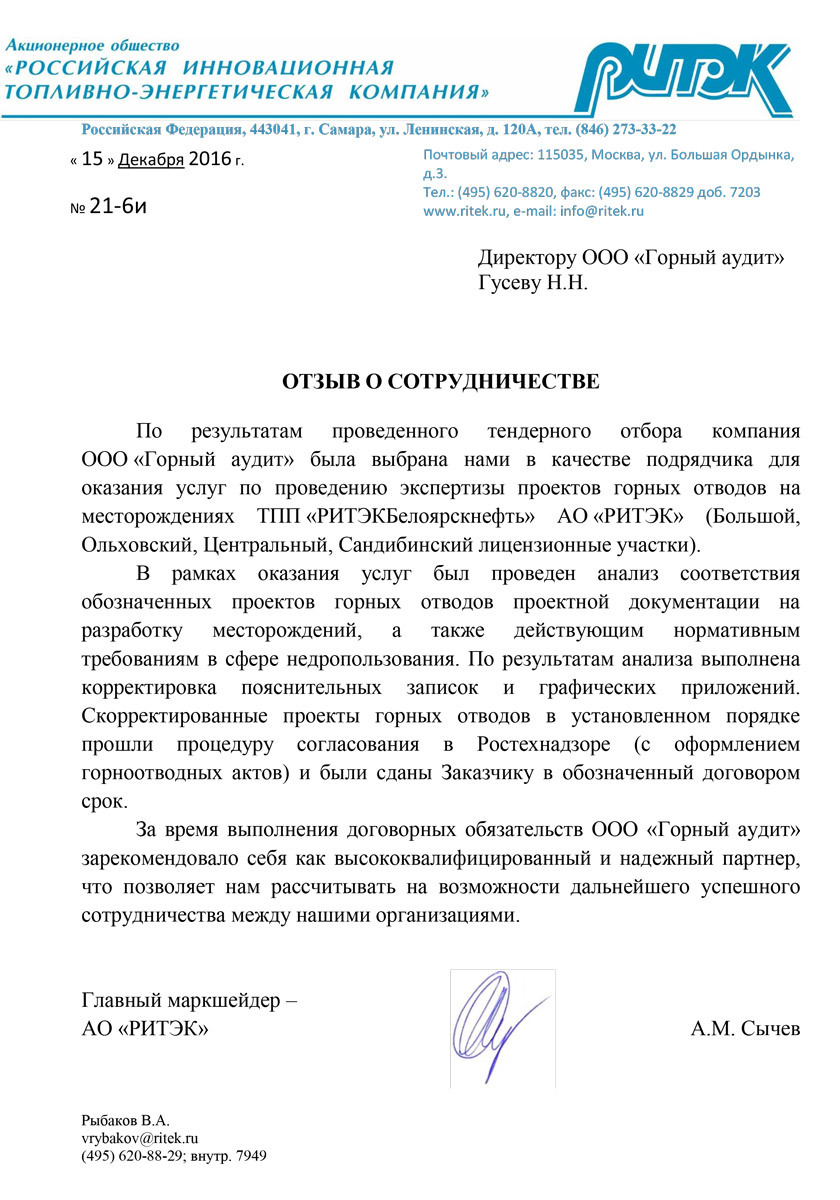 Акционерное общество
«РОССИЙСКАЯ ИННОВАЦИОННАЯ
ТОПЛИВНО-ЭНЕРГЕТИЧЕСКАЯ КОМПАНИЯ»
РИТЭК
Российская Федерация, 443041, г. Самара, ул. Ленинская, д. 120А, тел. (846) 273-33-22
« 15 » Декабря 2016 г.
№ 21-6и
Почтовый адрес: 115035, Москва, ул. Большая Ордынка,
д.3.
Тел.: (495) 620-8820, факс: (495) 620-8829 доб. 7203
www.ritek.ru, e-mail: info@ritek.ru
Директору ООО «Горный аудит»
Гусеву Н.Н.
ОТЗЫВ О СОТРУДНИЧЕСТВЕ
По результатам проведенного тендерного отбора компания
ООО «Горный аудит» была выбрана нами в качестве подрядчика для
оказания услуг по проведению экспертизы проектов горных отводов на
месторождениях ТПП «РИТЭКБелоярскнефть» АО «РИТЭК» (Большой,
Ольховский, Центральный, Сандибинский лицензионные участки).
В рамках оказания услуг был проведен анализ соответствия
обозначенных проектов горных отводов проектной документации на
разработку месторождений, а также действующим нормативным
требованиям в сфере недропользования. По результатам анализа выполнена
корректировка пояснительных записок и графических приложений.
Скорректированные проекты горных отводов в установленном порядке
прошли процедуру согласования в Ростехнадзоре (с оформлением
горноотводных актов) и были сданы Заказчику в обозначенный договором
срок.
За время выполнения договорных обязательств ООО «Горный аудит»
зарекомендовало себя как высококвалифицированный и надежный партнер,
что позволяет нам рассчитывать на возможности дальнейшего успешного
сотрудничества между нашими организациями.
Главный маркшейдер –
АО «РИТЭК»
А.М. Сычев
Рыбаков В.А.
vrybakov@ritek.ru
(495) 620-88-29; внутр. 7949